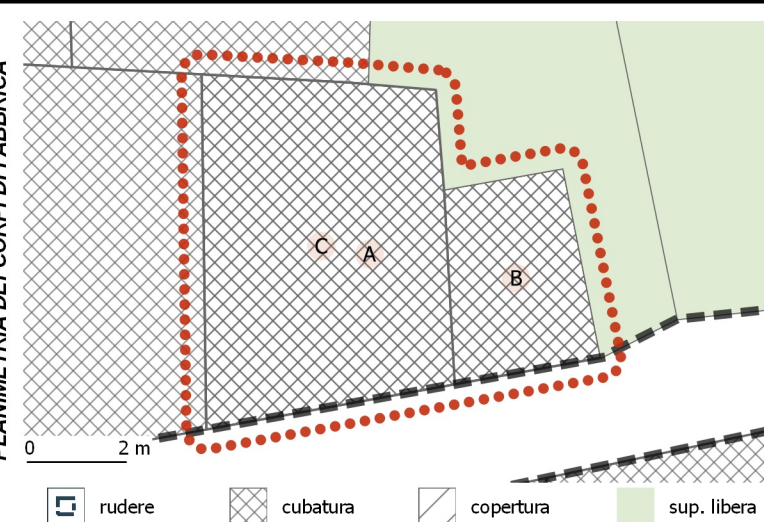 PLANIMETRIA DEI CORPI DI FABBRICA
C
A
B
0 2 m
rudere cubatura copertura sup. libera